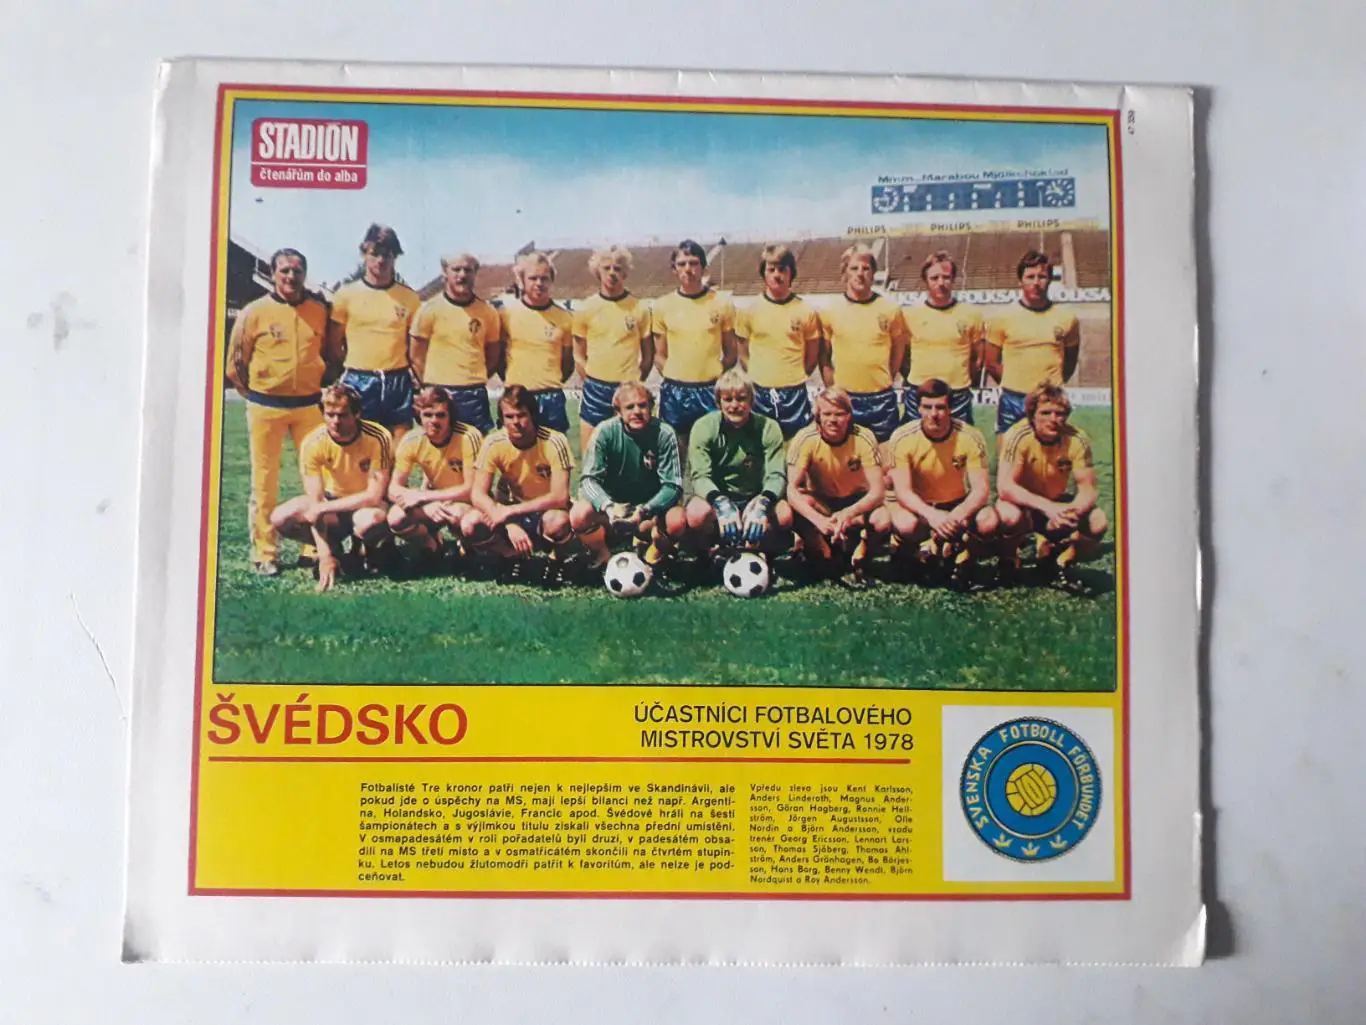 STADIÓN
čtenářům do alba
47 339
Mmm...Marabou Mjölkchoklad
PHILIPS PHILIPS PHILIPS
FOLKSA
ŠVÉDSKO
ÚČASTNÍCI FOTBALOVÉHO
MISTROVSTVÍ SVĚTA 1978
Fotbalisté Tre kronor patří nejen k nejlepším ve Skandinávii, ale
pokud jde o úspěchy na MS, mají lepší bilanci než např. Argenti-
na, Holandsko, Jugoslávie, Francie apod. Švédové hráli na šesti
šampionátech a s výjimkou titulu získali všechna přední umístění.
V osmapadesátém v roli pořadatelů byli druzí, v padesátém obsa-
dili na MS třetí místo a v osmatřicátém skončili na čtvrtém stupín-
ku. Letos nebudou žlutomodří patřit k favoritům, ale nelze je pod-
ceňovat.
Vpředu zleva jsou Kent Karlsson,
Anders Linderoth, Magnus Ander-
sson, Göran Hagberg, Ronnie Hell-
ström, Jörgen Augustsson, Olle
Nordin a Björn Andersson, vzadu
trenér Georg Ericsson, Lennart Lars-
son, Thomas Sjöberg, Thomas Ahl-
ström, Anders Grönhagen, Bo Börjes-
son, Hans Borg, Benny Wendt, Björn
Nordquist a Roy Andersson.
SVENSKA FOTBOLL FÖRBUNDET